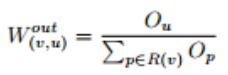 W^{out}_{(v,u)} = \frac{O_u}{\sum_{p \in R(v)} O_p}